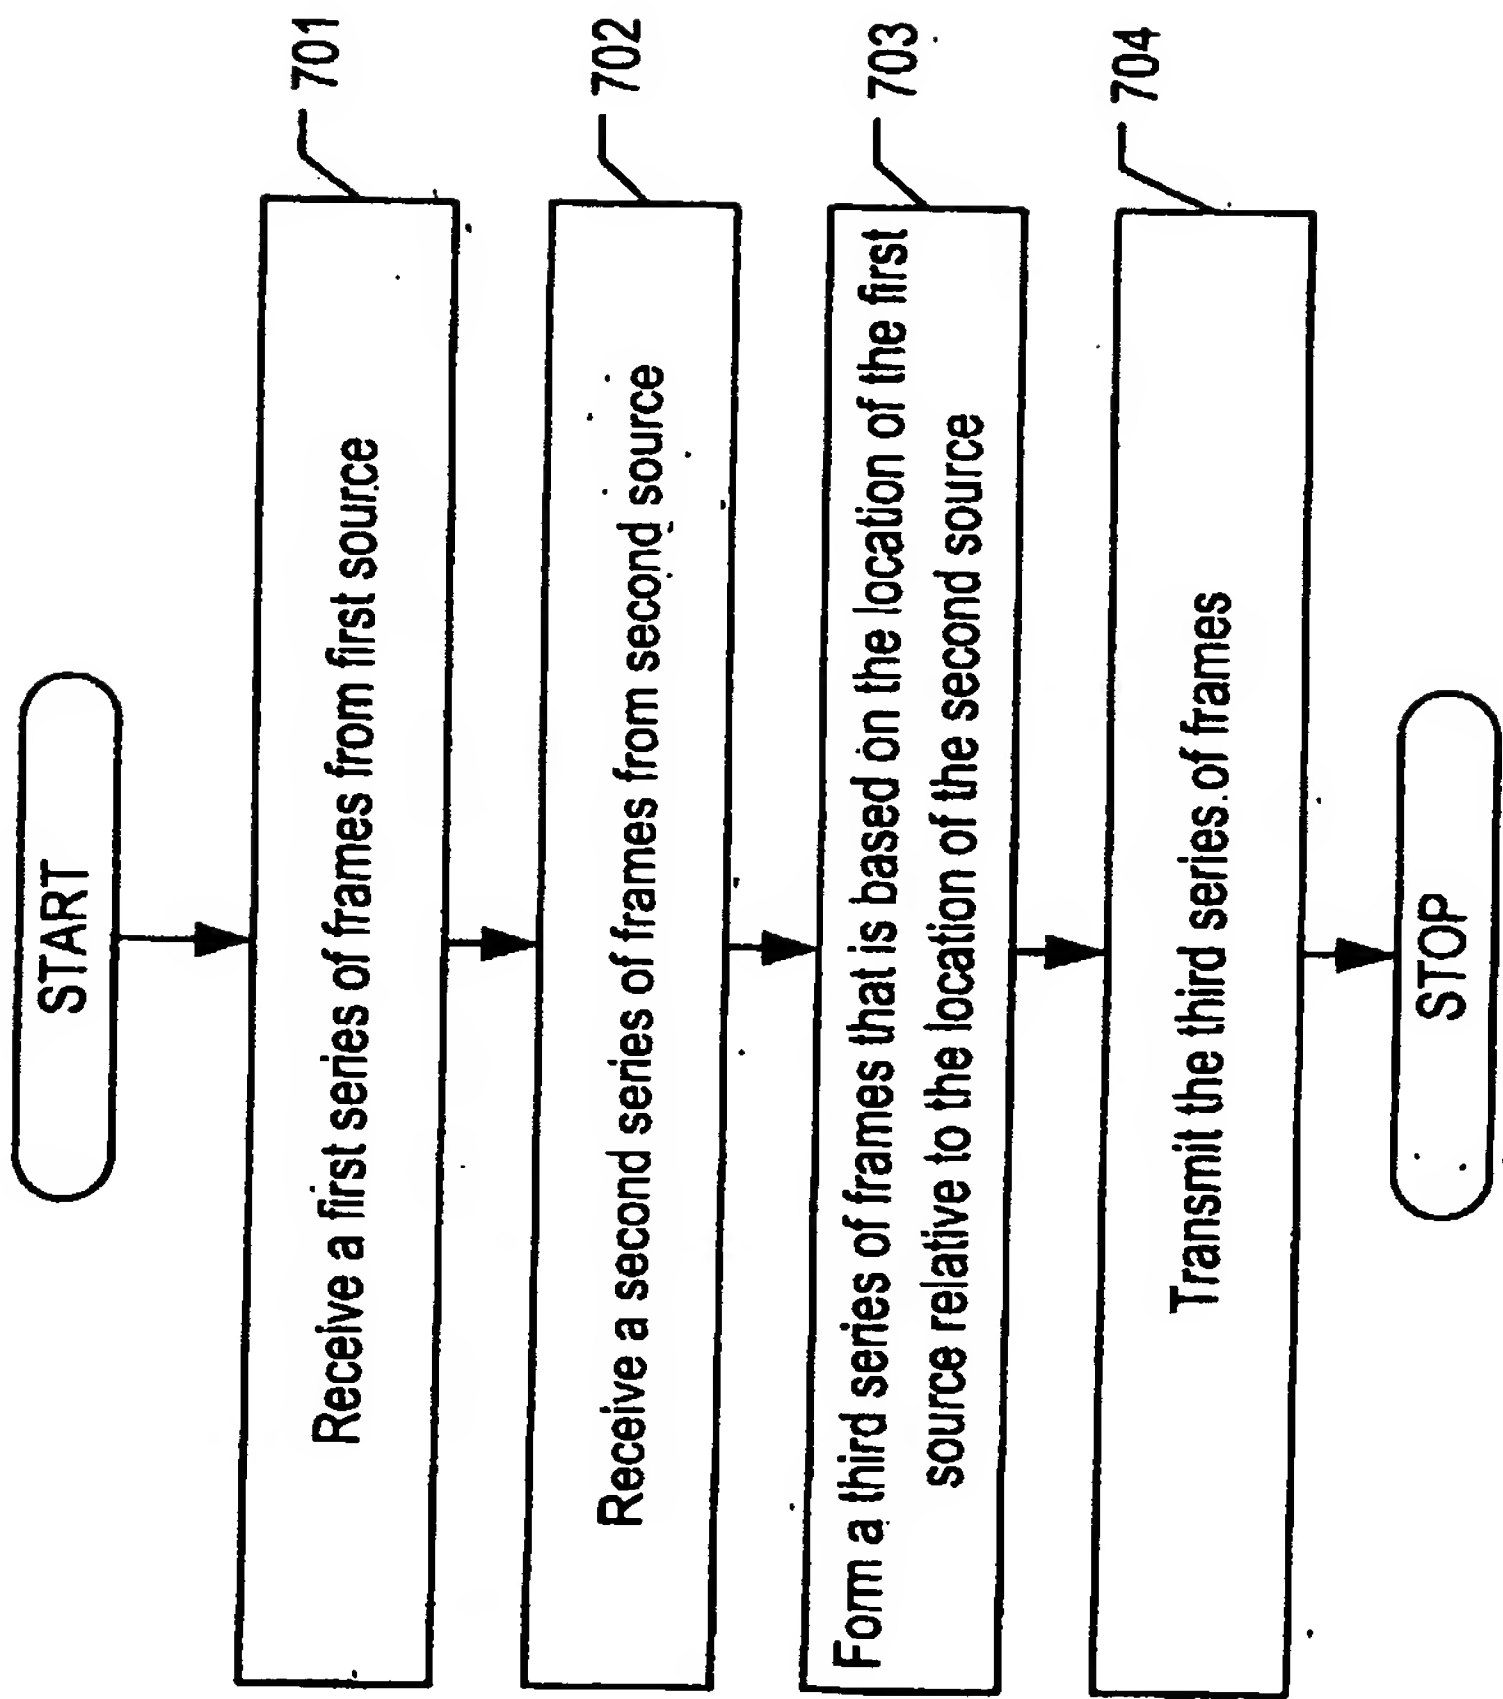 START
Receive a first series of frames from first source
701
Receive a second series of frames from second source
702
Form a third series of frames that is based on the location of the first
source relative to the location of the second source
703
Transmit the third series of frames
704
STOP